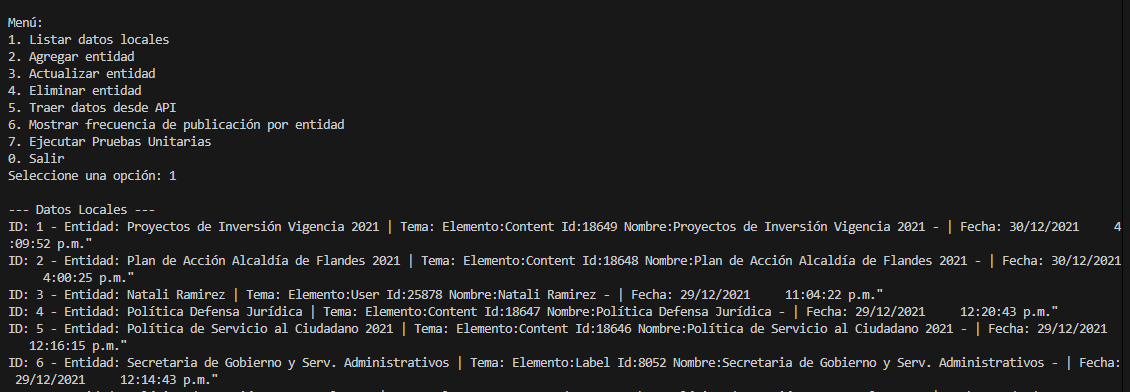 Menú:
1. Listar datos locales
2. Agregar entidad
3. Actualizar entidad
4. Eliminar entidad
5. Traer datos desde API
6. Mostrar frecuencia de publicación por entidad
7. Ejecutar Pruebas Unitarias
0. Salir
Seleccione una opción: 1
--- Datos Locales ---
ID: 1 - Entidad: Proyectos de Inversión Vigencia 2021 | Tema: Elemento:Content Id:18649 Nombre:Proyectos de Inversión Vigencia 2021 - | Fecha: 30/12/2021     4
:09:52 p.m."
ID: 2 - Entidad: Plan de Acción Alcaldía de Flandes 2021 | Tema: Elemento:Content Id:18648 Nombre:Plan de Acción Alcaldía de Flandes 2021 - | Fecha: 30/12/2021
     4:00:25 p.m."
ID: 3 - Entidad: Natali Ramirez | Tema: Elemento:User Id:25878 Nombre:Natali Ramirez - | Fecha: 29/12/2021     11:04:22 p.m."
ID: 4 - Entidad: Política Defensa Jurídica | Tema: Elemento:Content Id:18647 Nombre:Política Defensa Jurídica - | Fecha: 29/12/2021     12:20:43 p.m."
ID: 5 - Entidad: Política de Servicio al Ciudadano 2021 | Tema: Elemento:Content Id:18646 Nombre:Política de Servicio al Ciudadano 2021 - | Fecha: 29/12/2021
   12:16:15 p.m."
ID: 6 - Entidad: Secretaria de Gobierno y Serv. Administrativos | Tema: Elemento:Label Id:8052 Nombre:Secretaria de Gobierno y Serv. Administrativos - | Fecha:
 29/12/2021     12:14:43 p.m."